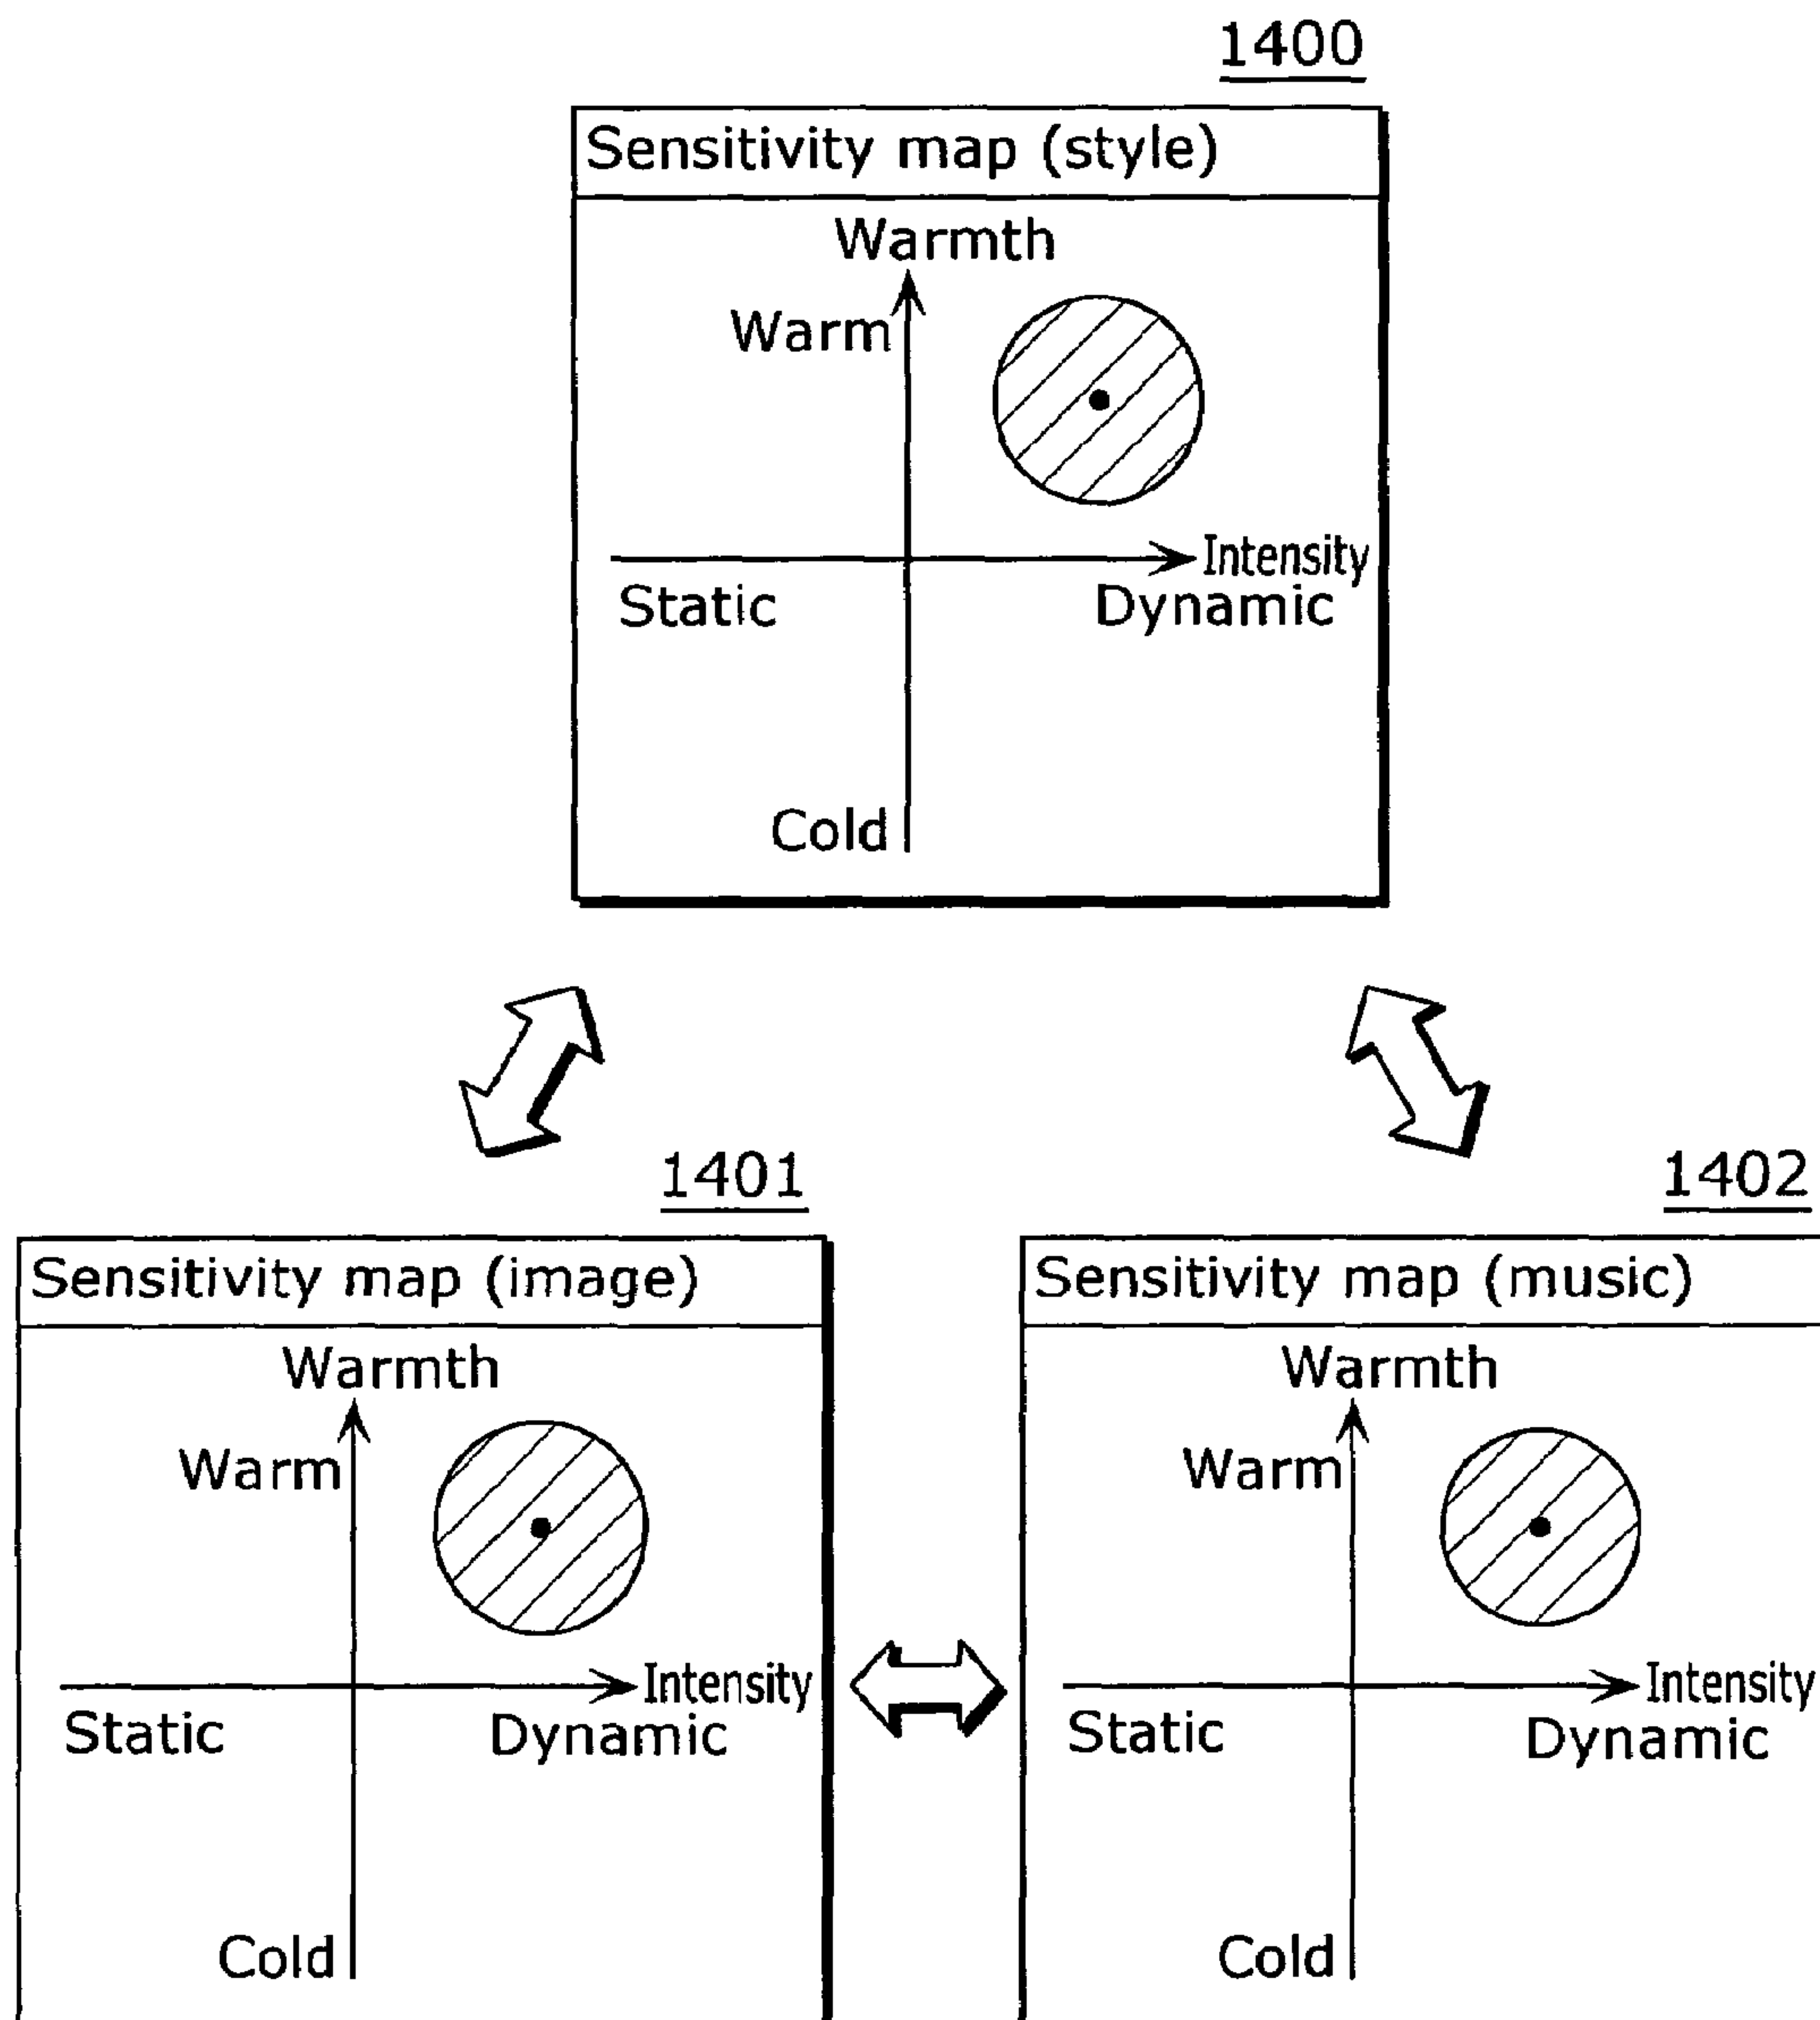 1400
Sensitivity map (style)
Warmth
Warm
Intensity
Static
Dynamic
Cold
1401
Sensitivity map (image)
Warmth
Warm
Intensity
Static
Dynamic
Cold
1402
Sensitivity map (music)
Warmth
Warm
Intensity
Static
Dynamic
Cold